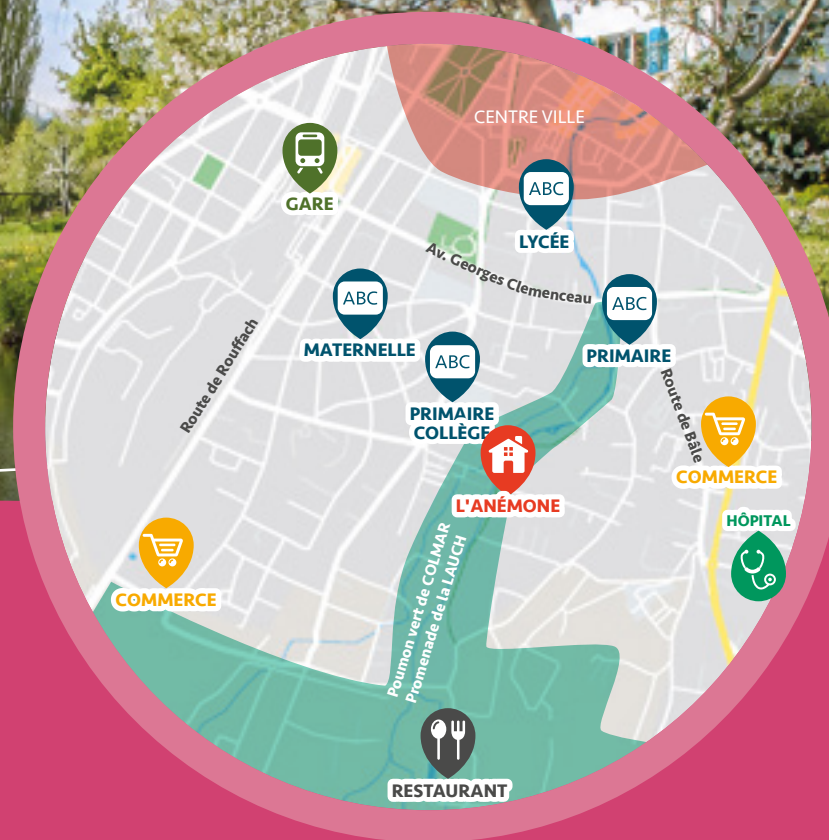 CENTRE VILLE
GARE
ABC
LYCÉE
Av. Georges Clemenceau
ABC
MATERNELLE
ABC
PRIMAIRE
ABC
PRIMAIRE
COLLÈGE
Route de Rouffach
Route de Bâle
COMMERCE
L'ANÉMONE
HÔPITAL
COMMERCE
Poumon vert de COLMAR
Promenade de la LAUCH
RESTAURANT